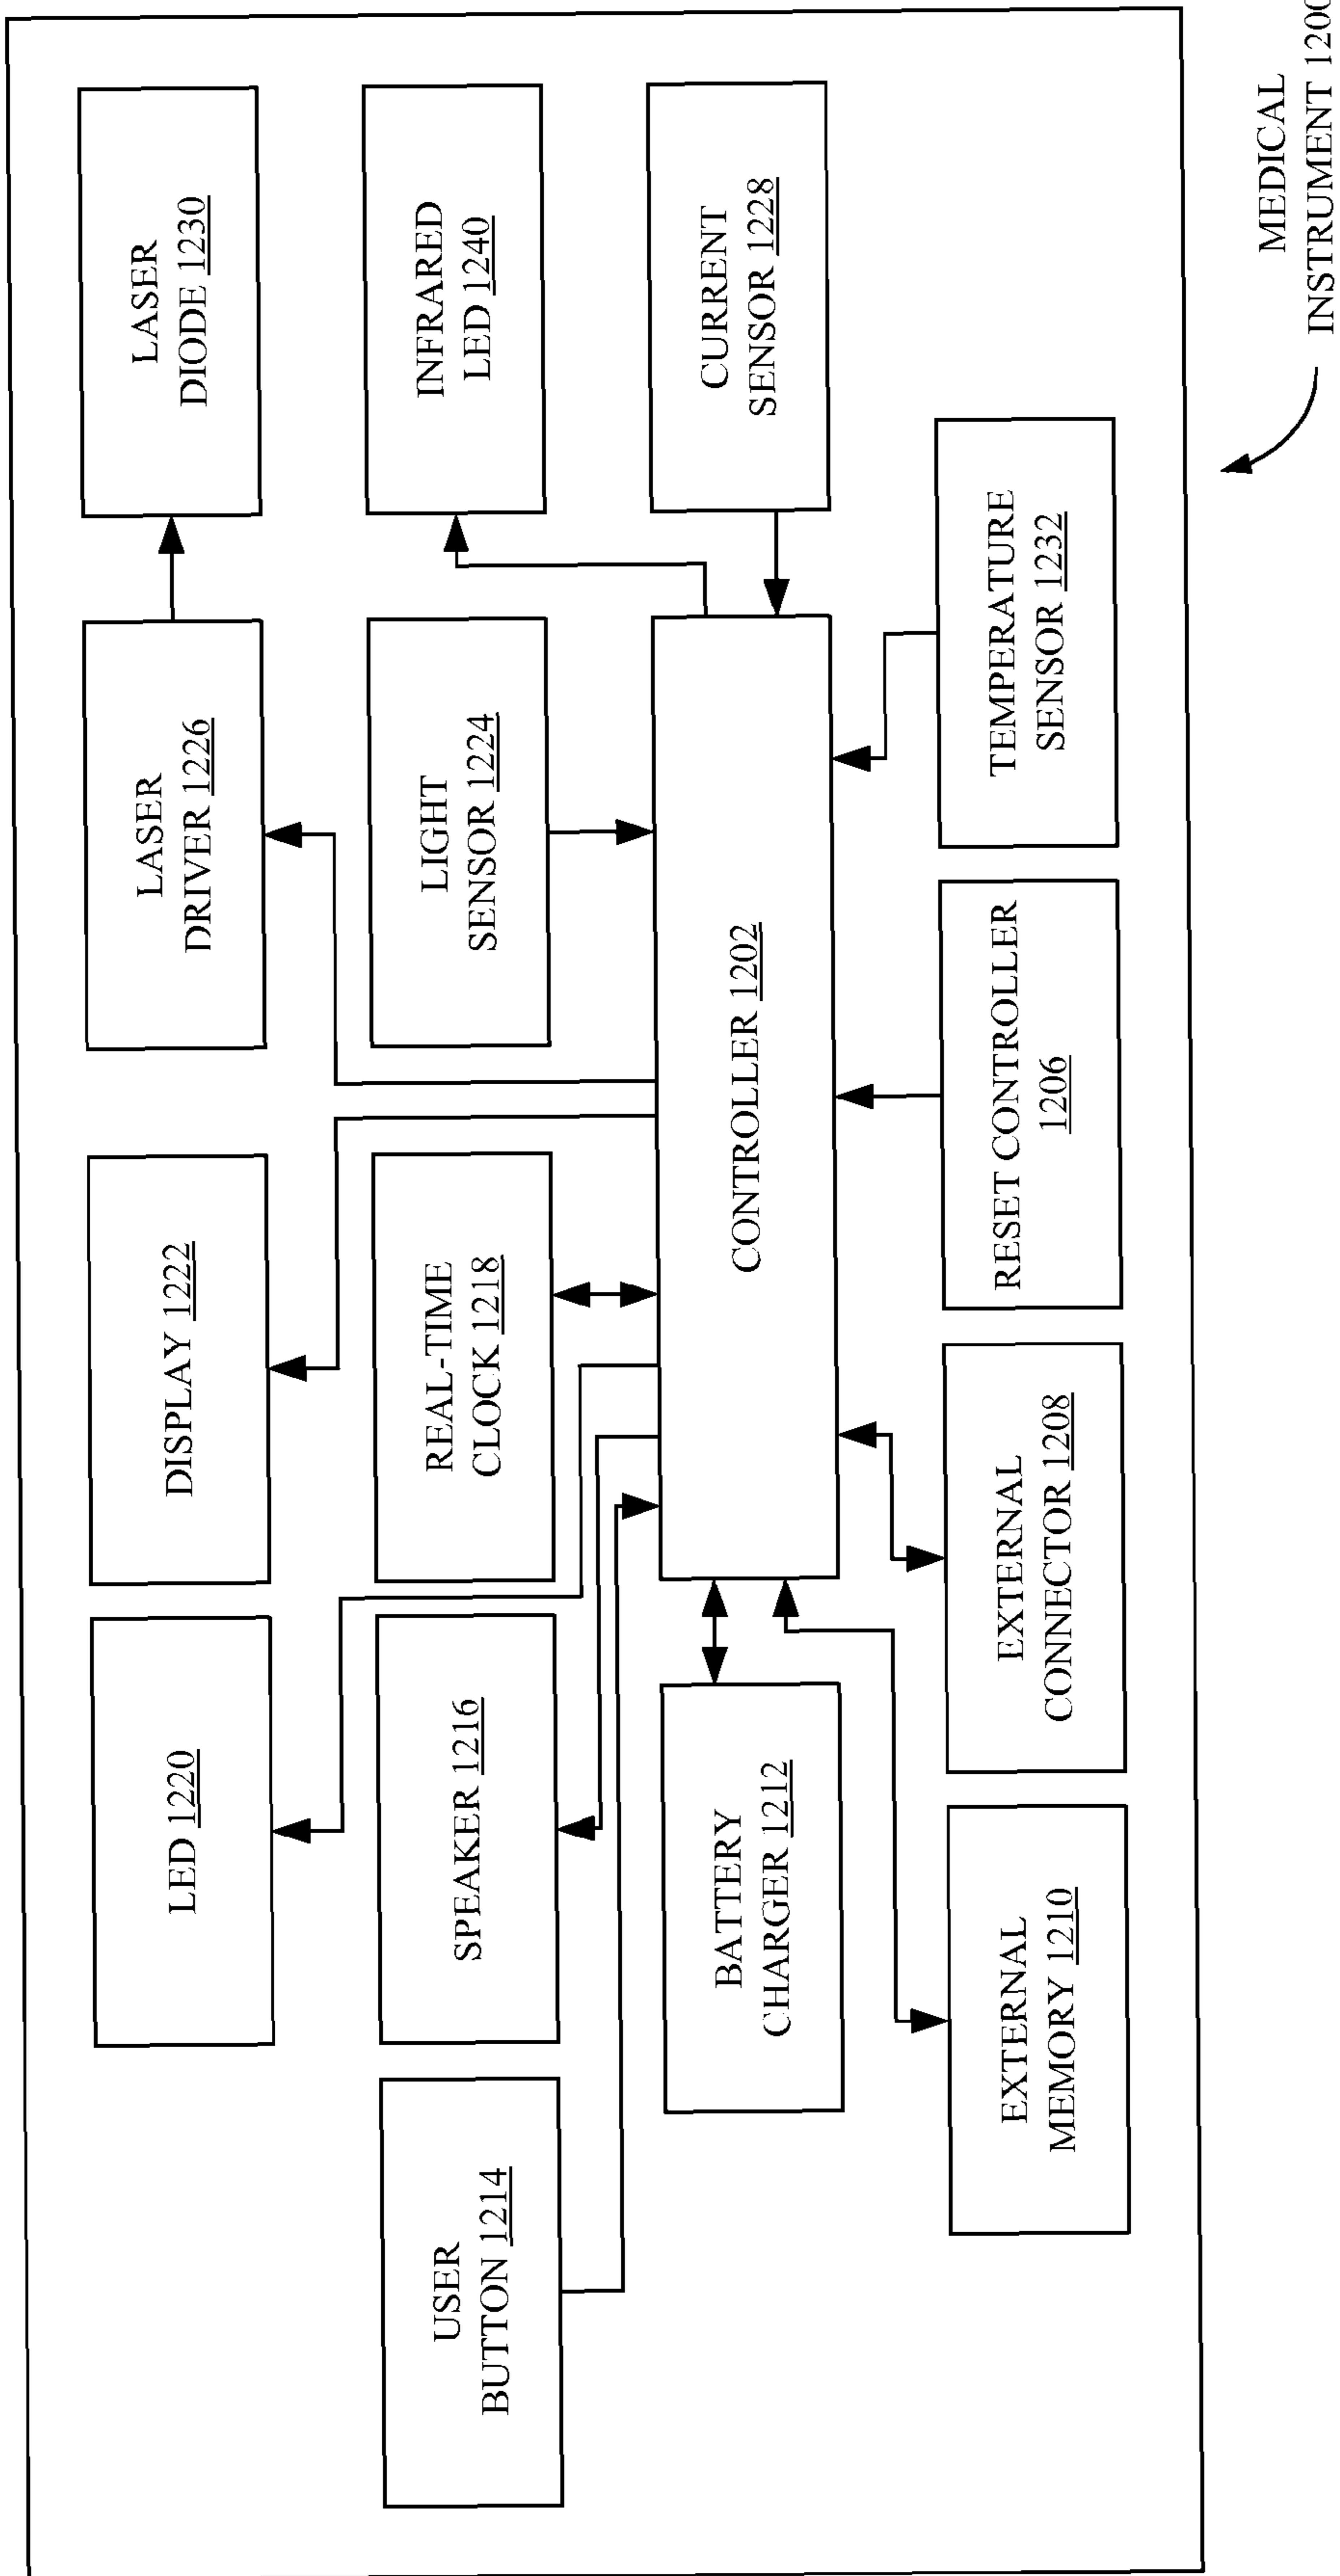 LED 1220
DISPLAY 1222
LASER
DRIVER 1226
LASER
DIODE 1230
USER
BUTTON 1214
SPEAKER 1216
REAL-TIME
CLOCK 1218
LIGHT
SENSOR 1224
INFRARED
LED 1240
BATTERY
CHARGER 1212
CONTROLLER 1202
CURRENT
SENSOR 1228
EXTERNAL
MEMORY 1210
EXTERNAL
CONNECTOR 1208
RESET CONTROLLER
1206
TEMPERATURE
SENSOR 1232
MEDICAL
INSTRUMENT 1200